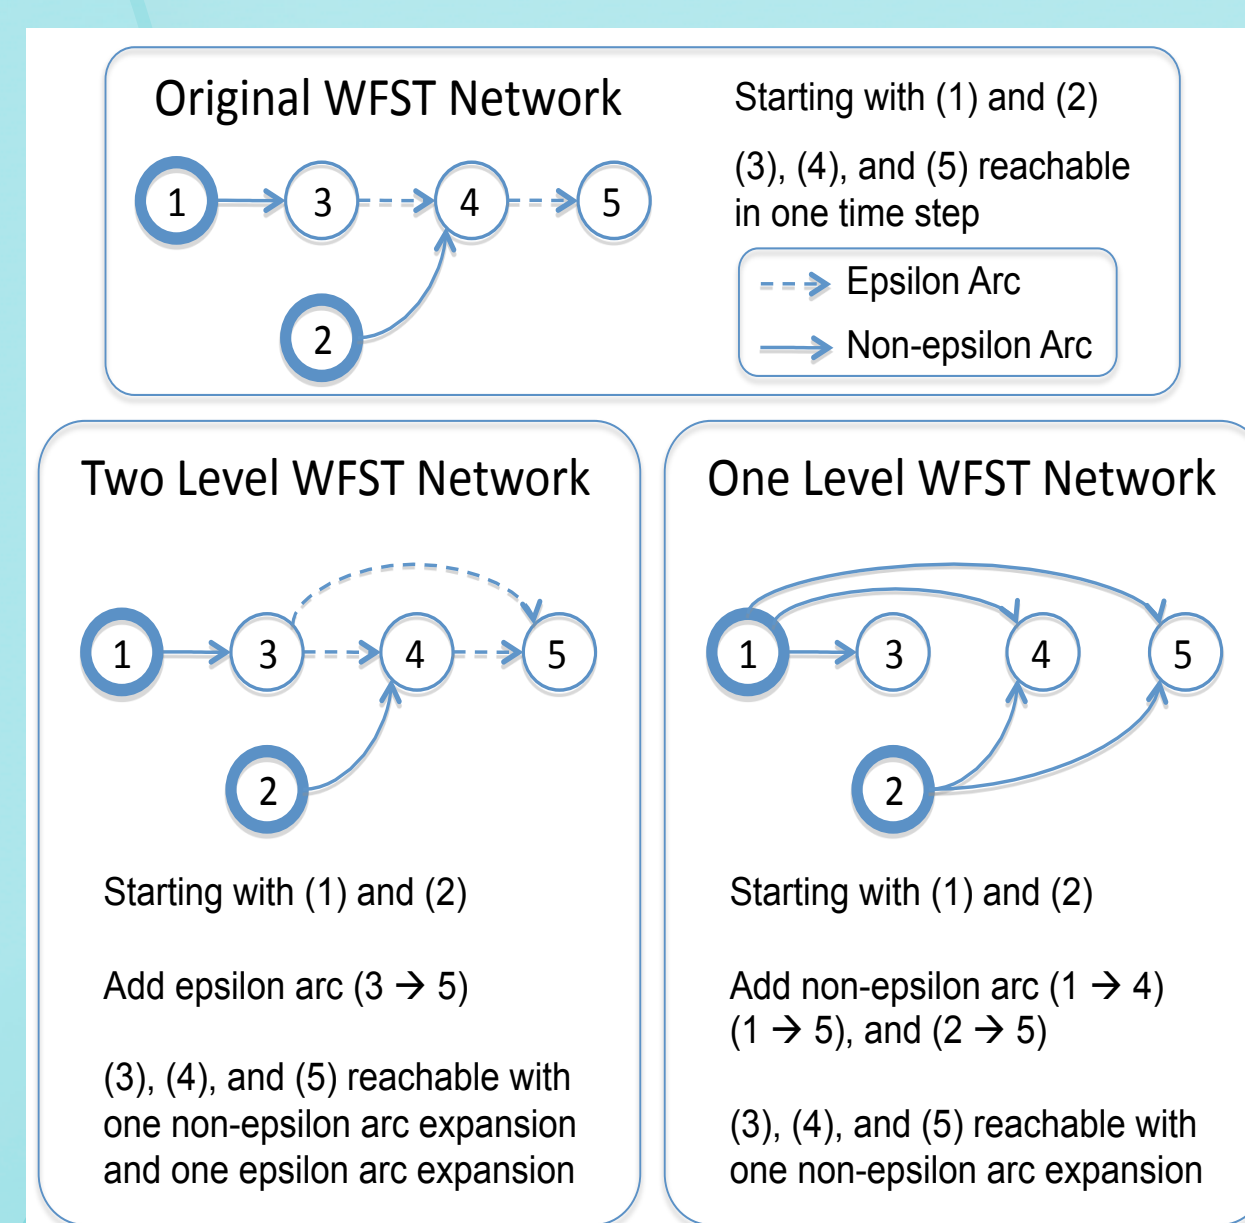 Original WFST Network
Starting with (1) and (2)
(3), (4), and (5) reachable
in one time step
1
3
4
5
2
Epsilon Arc
Non-epsilon Arc
Two Level WFST Network
1
3
4
5
2
Starting with (1) and (2)
Add epsilon arc (3 → 5)
(3), (4), and (5) reachable with
one non-epsilon arc expansion
and one epsilon arc expansion
One Level WFST Network
1
3
4
5
2
Starting with (1) and (2)
Add non-epsilon arc (1 → 4)
(1 → 5), and (2 → 5)
(3), (4), and (5) reachable with
one non-epsilon arc expansion